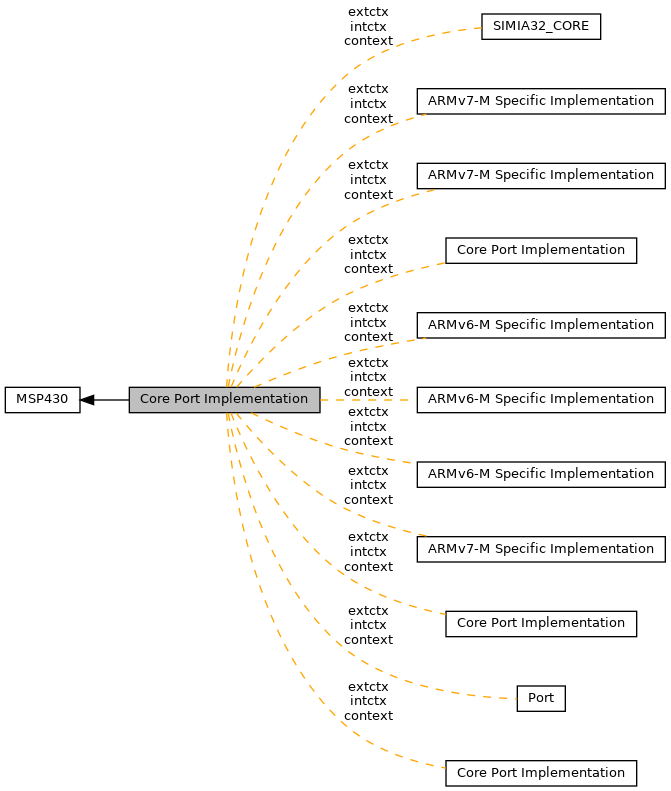 extctx
intctx
context
SIMIA32_CORE
extctx
intctx
context
ARMv7-M Specific Implementation
extctx
intctx
context
ARMv7-M Specific Implementation
extctx
intctx
context
Core Port Implementation
extctx
intctx
context
ARMv6-M Specific Implementation
MSP430
Core Port Implementation
extctx
intctx
context
ARMv6-M Specific Implementation
extctx
intctx
context
ARMv6-M Specific Implementation
extctx
intctx
context
ARMv7-M Specific Implementation
extctx
intctx
context
Core Port Implementation
extctx
intctx
context
Port
extctx
intctx
context
Core Port Implementation